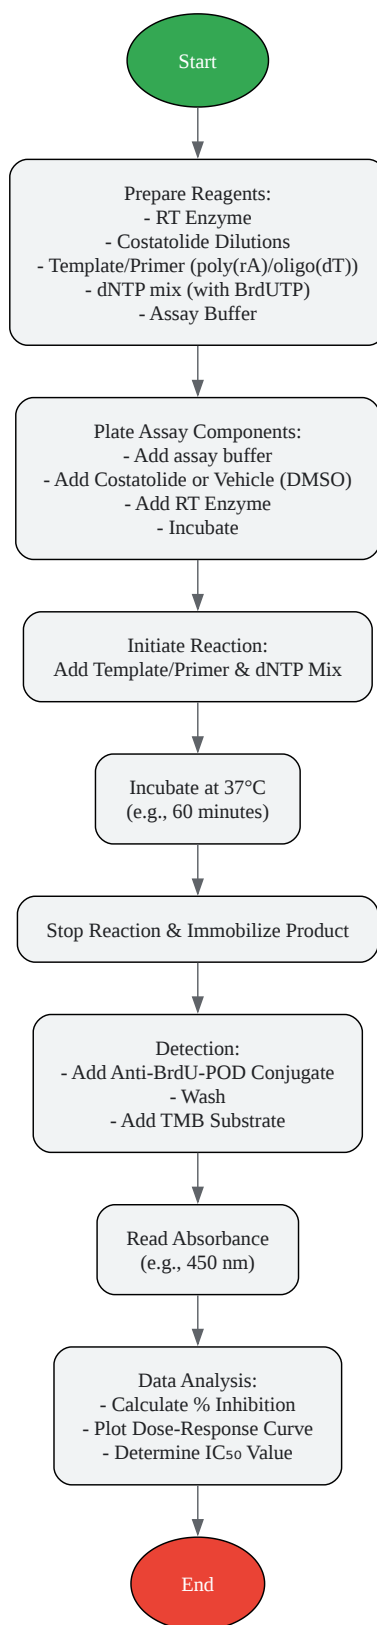 Start
Prepare Reagents:
- RT Enzyme
- Costatolide Dilutions
- Template/Primer (poly(rA)/oligo(dT))
- dNTP mix (with BrdUTP)
- Assay Buffer
Plate Assay Components:
- Add assay buffer
- Add Costatolide or Vehicle (DMSO)
- Add RT Enzyme
- Incubate
Initiate Reaction:
Add Template/Primer & dNTP Mix
Incubate at 37°C
(e.g., 60 minutes)
Stop Reaction & Immobilize Product
Detection:
- Add Anti-BrdU-POD Conjugate
- Wash
- Add TMB Substrate
Read Absorbance
(e.g., 450 nm)
Data Analysis:
- Calculate % Inhibition
- Plot Dose-Response Curve
- Determine IC₅₀ Value
End